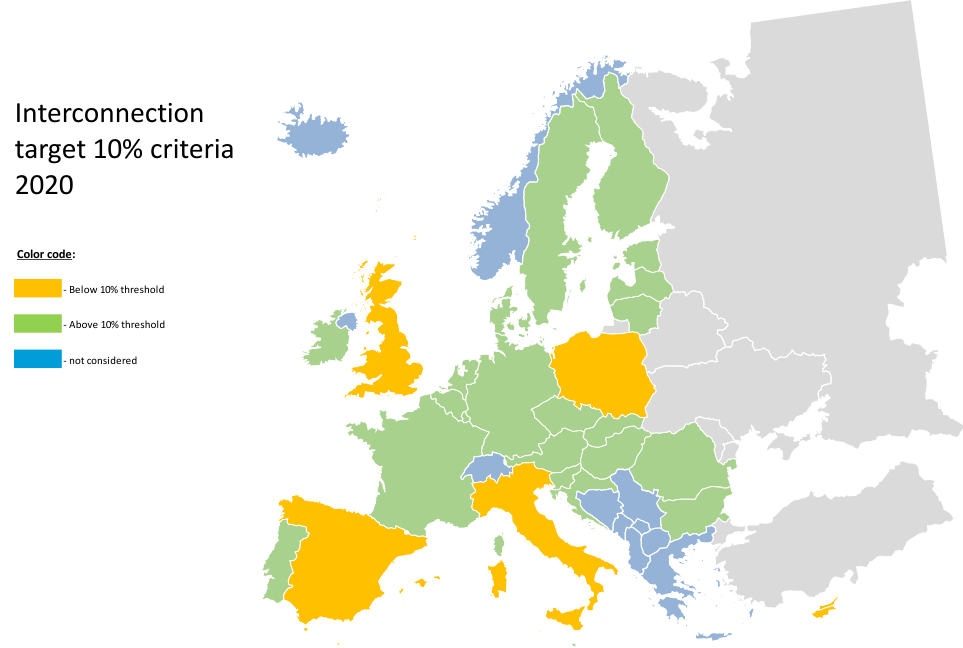 Interconnection
target 10% criteria
2020
Color code:
- Below 10% threshold
- Above 10% threshold
- not considered